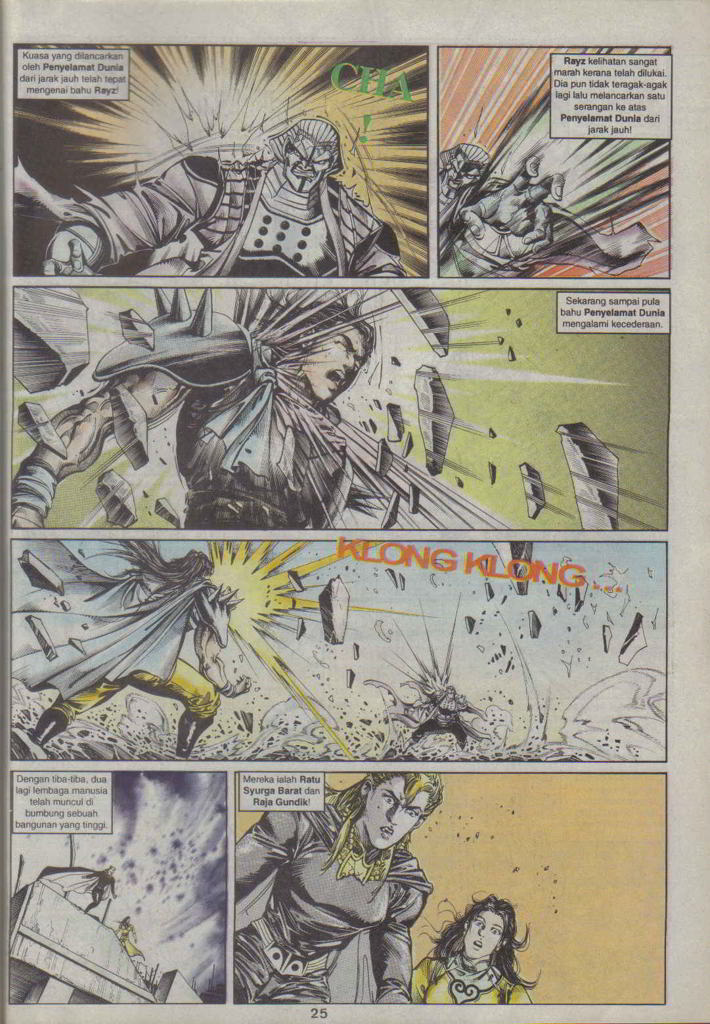 Kuasa yang dilancarkan
oleh Penyelamat Dunia
dari jarak jauh telah tepat
mengenai bahu Rayz!
CHA
!
Rayz kelihatan sangat
marah kerana telah dilukai.
Dia pun tidak teragak-agak
lagi lalu melancarkan satu
serangan ke atas
Penyelamat Dunia dari
jarak jauh!
Sekarang sampai pula
bahu Penyelamat Dunia
mengalami kecederaan.
KLONG KLONG...
Dengan tiba-tiba, dua
lagi lembaga manusia
telah muncul di
bumbung sebuah
bangunan yang tinggi.
Mereka ialah Ratu
Syurga Barat dan
Raja Gundik!
25